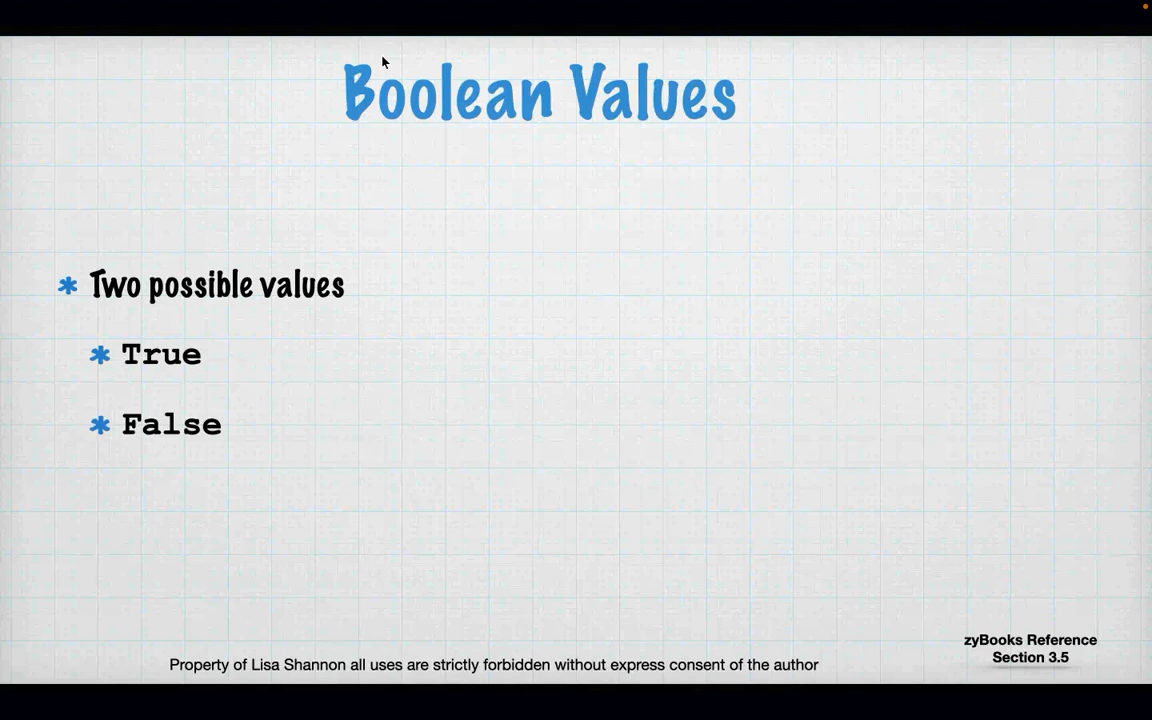 Boolean Values
* Two possible values
* True
* False
zyBooks Reference
Section 3.5
Property of Lisa Shannon all uses are strictly forbidden without express consent of the author